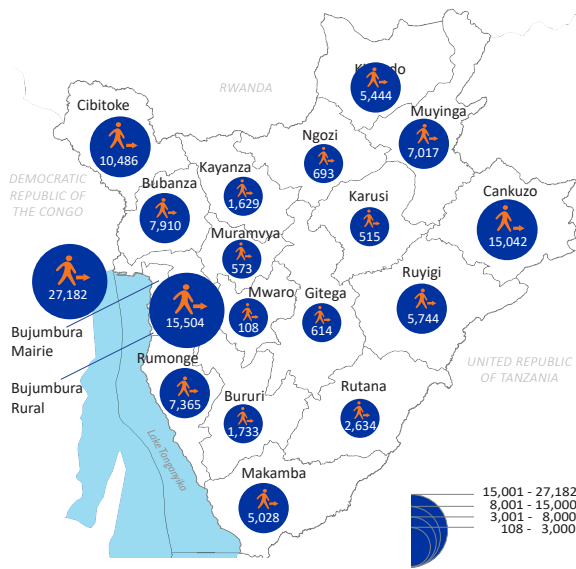 RWANDA
5,444
Cibitoke
10,486
Muyinga
7,017
Ngozi
693
DEMOCRATIC
REPUBLIC OF
THE CONGO
Kayanza
1,629
Bubanza
7,910
Karusi
515
Cankuzo
15,042
Muramvya
573
Ruyigi
5,744
27,182
15,504
Mwaro
108
Gitega
614
Bujumbura
Mairie
Bujumbura
Rural
Rumonge
7,365
UNITED REPUBLIC
OF TANZANIA
Bururi
1,733
Rutana
2,634
Lake Tanganyika
Makamba
5,028
15,001 - 27,182
8,001 - 15,000
3,001 - 8,000
108 - 3,000